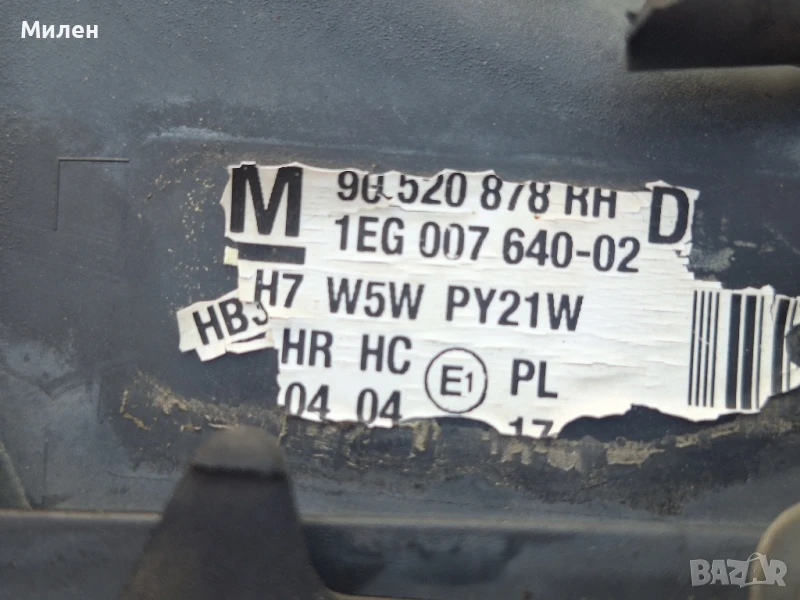 Милен
M 90 520 878 RH D
1EG 007 640-02
HB3 H7 W5W PY21W
HR HC E1 PL
04 04 17
BAZAR